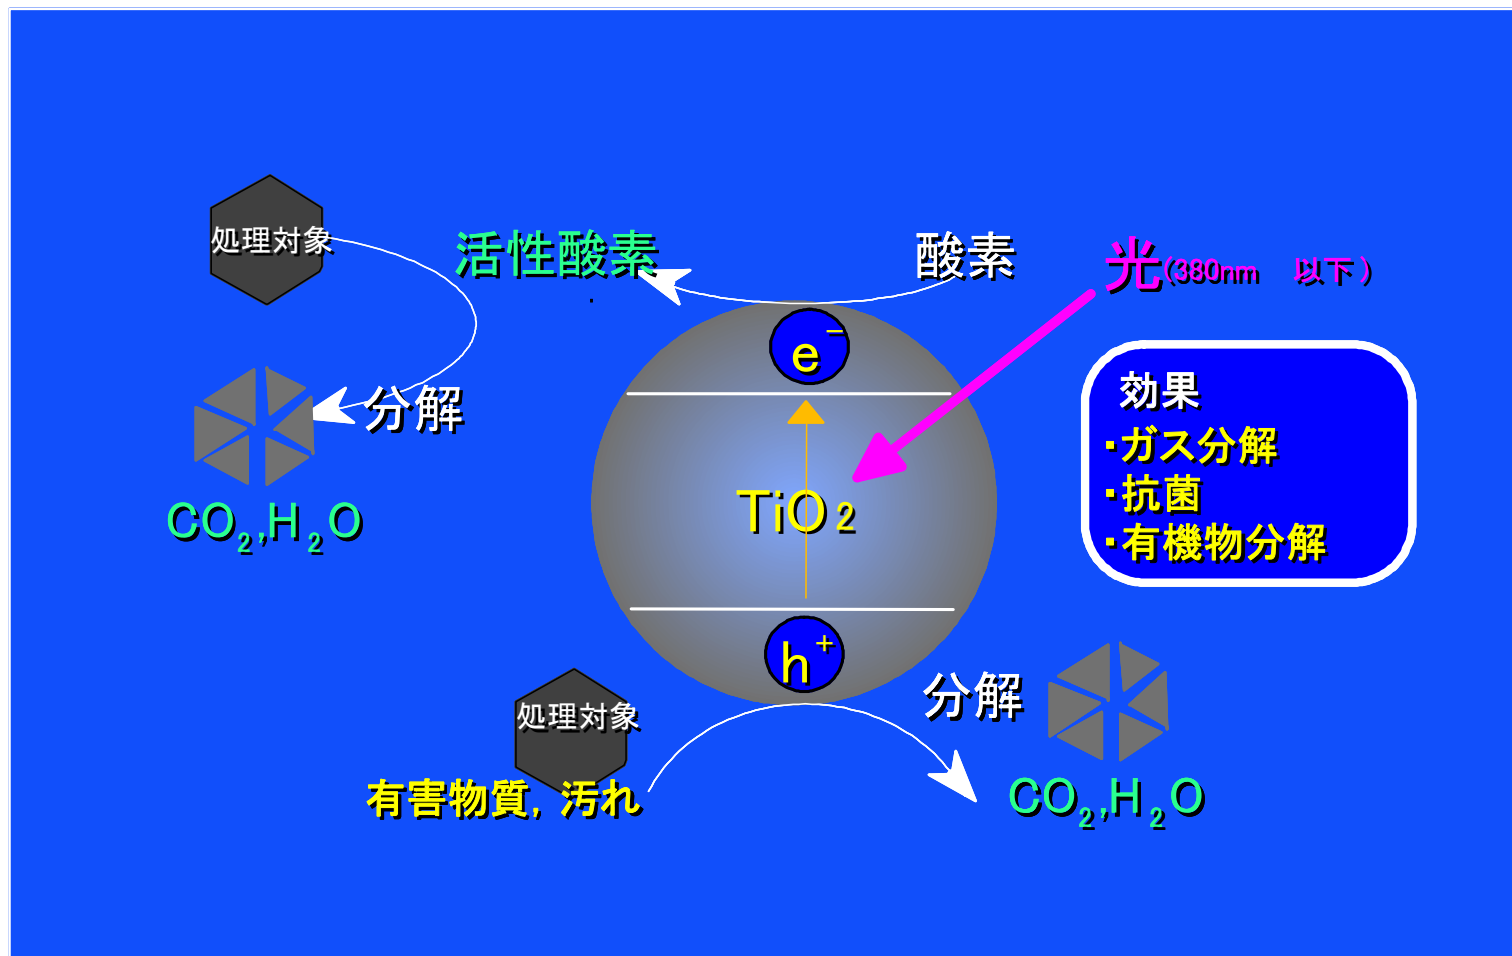 処理対象
活性酸素
酸素
光(380nm 以下)
e⁻
分解
効果
・ガス分解
・抗菌
・有機物分解
TiO₂
CO₂,H₂O
h⁺
処理対象
有害物質, 汚れ
分解
CO₂,H₂O